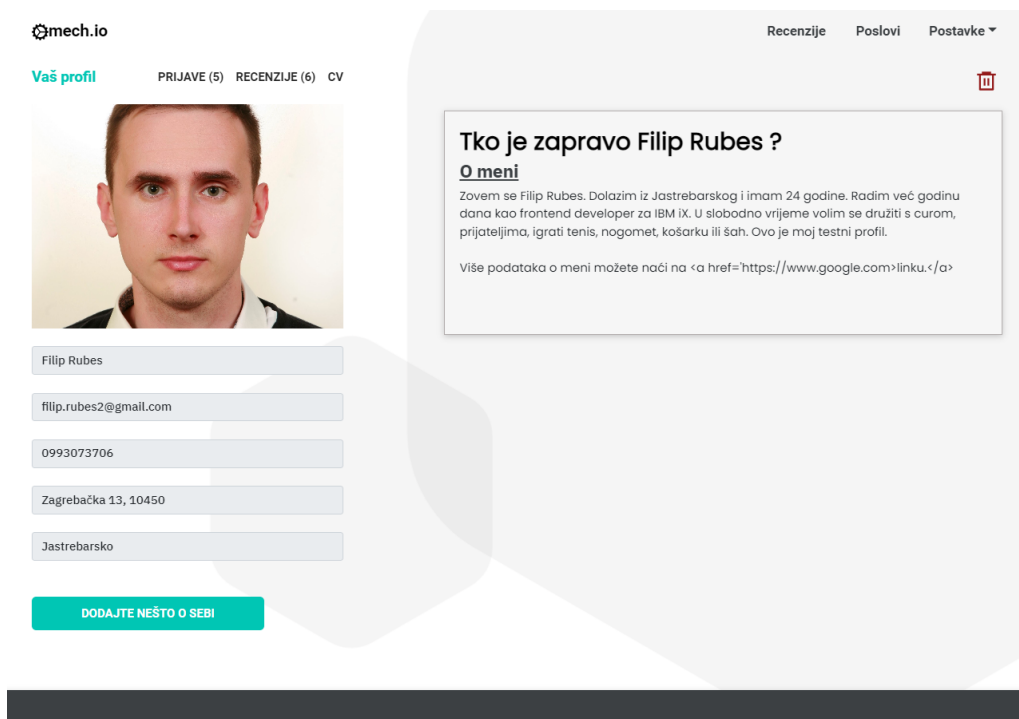 mech.io
Recenzije Poslovi Postavke
Vaš profil PRIJAVE (5) RECENZIJE (6) CV
Tko je zapravo Filip Rubes ?
O meni
Zovem se Filip Rubes. Dolazim iz Jastrebarskog i imam 24 godine. Radim već godinu
dana kao frontend developer za IBM iX. U slobodno vrijeme volim se družiti s curom,
prijateljima, igrati tenis, nogomet, košarku ili šah. Ovo je moj testni profil.
Više podataka o meni možete naći na <a href='https://www.google.com>linku.</a>
Filip Rubes
filip.rubes2@gmail.com
0993073706
Zagrebačka 13, 10450
Jastrebarsko
DODAJTE NEŠTO O SEBI